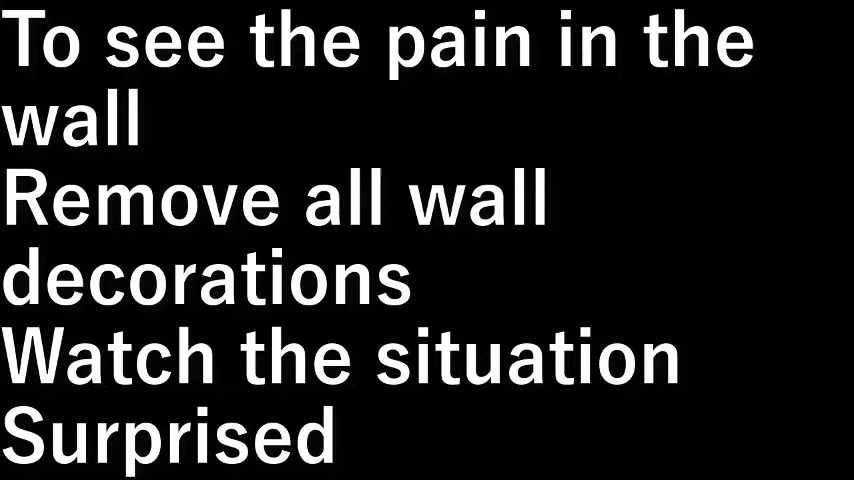 To see the pain in the
wall
Remove all wall
decorations
Watch the situation
Surprised